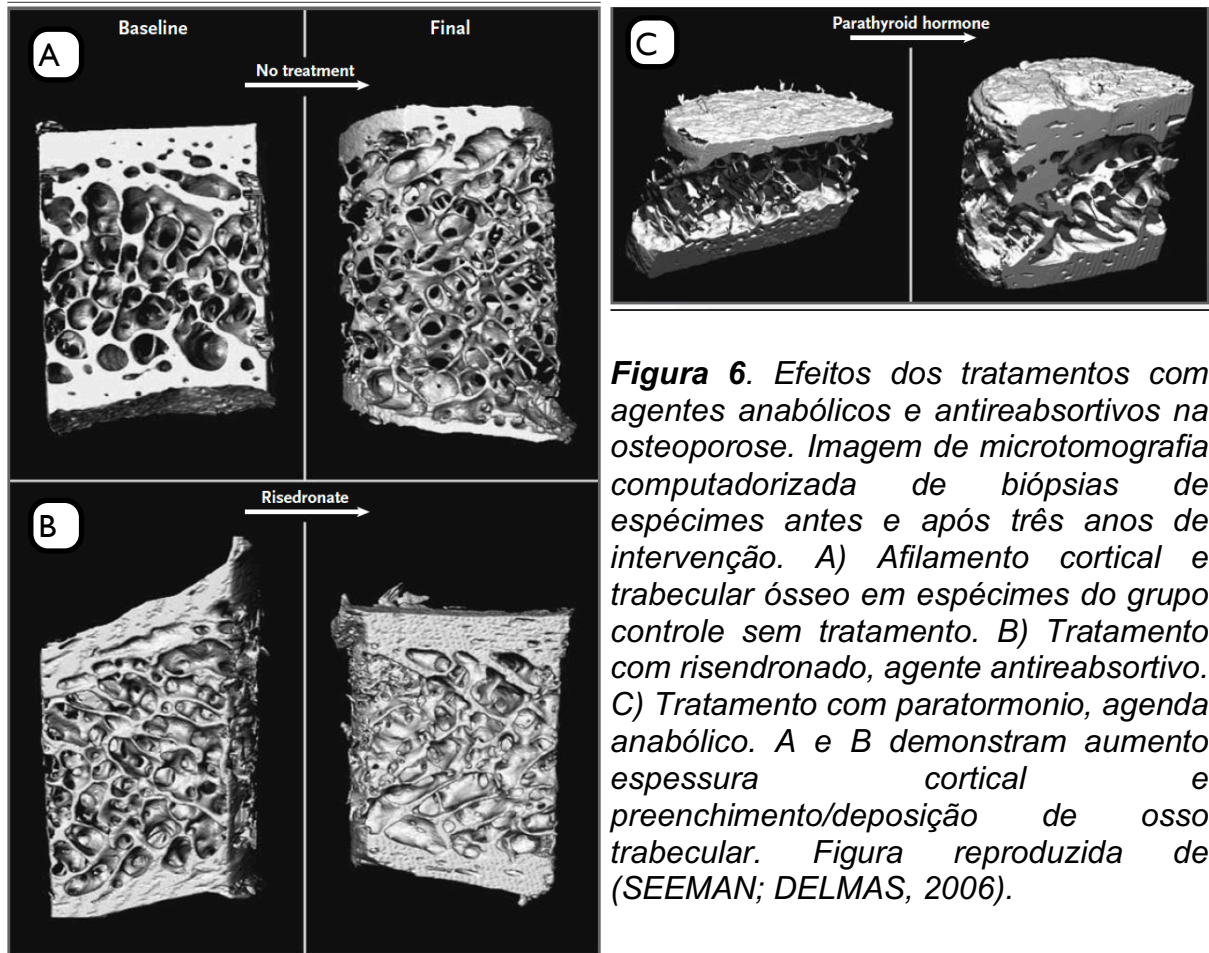 Baseline
Final
A
No treatment
Risedronate
B
C
Parathyroid hormone
Figura 6. Efeitos dos tratamentos com
agentes anabólicos e antireabsortivos na
osteoporose. Imagem de microtomografia
computadorizada de biópsias de
espécimes antes e após três anos de
intervenção. A) Afilamento cortical e
trabecular ósseo em espécimes do grupo
controle sem tratamento. B) Tratamento
com risendronado, agente antireabsortivo.
C) Tratamento com paratormonio, agenda
anabólico. A e B demonstram aumento
espessura cortical e
preenchimento/deposição de osso
trabecular. Figura reproduzida de
(SEEMAN; DELMAS, 2006).